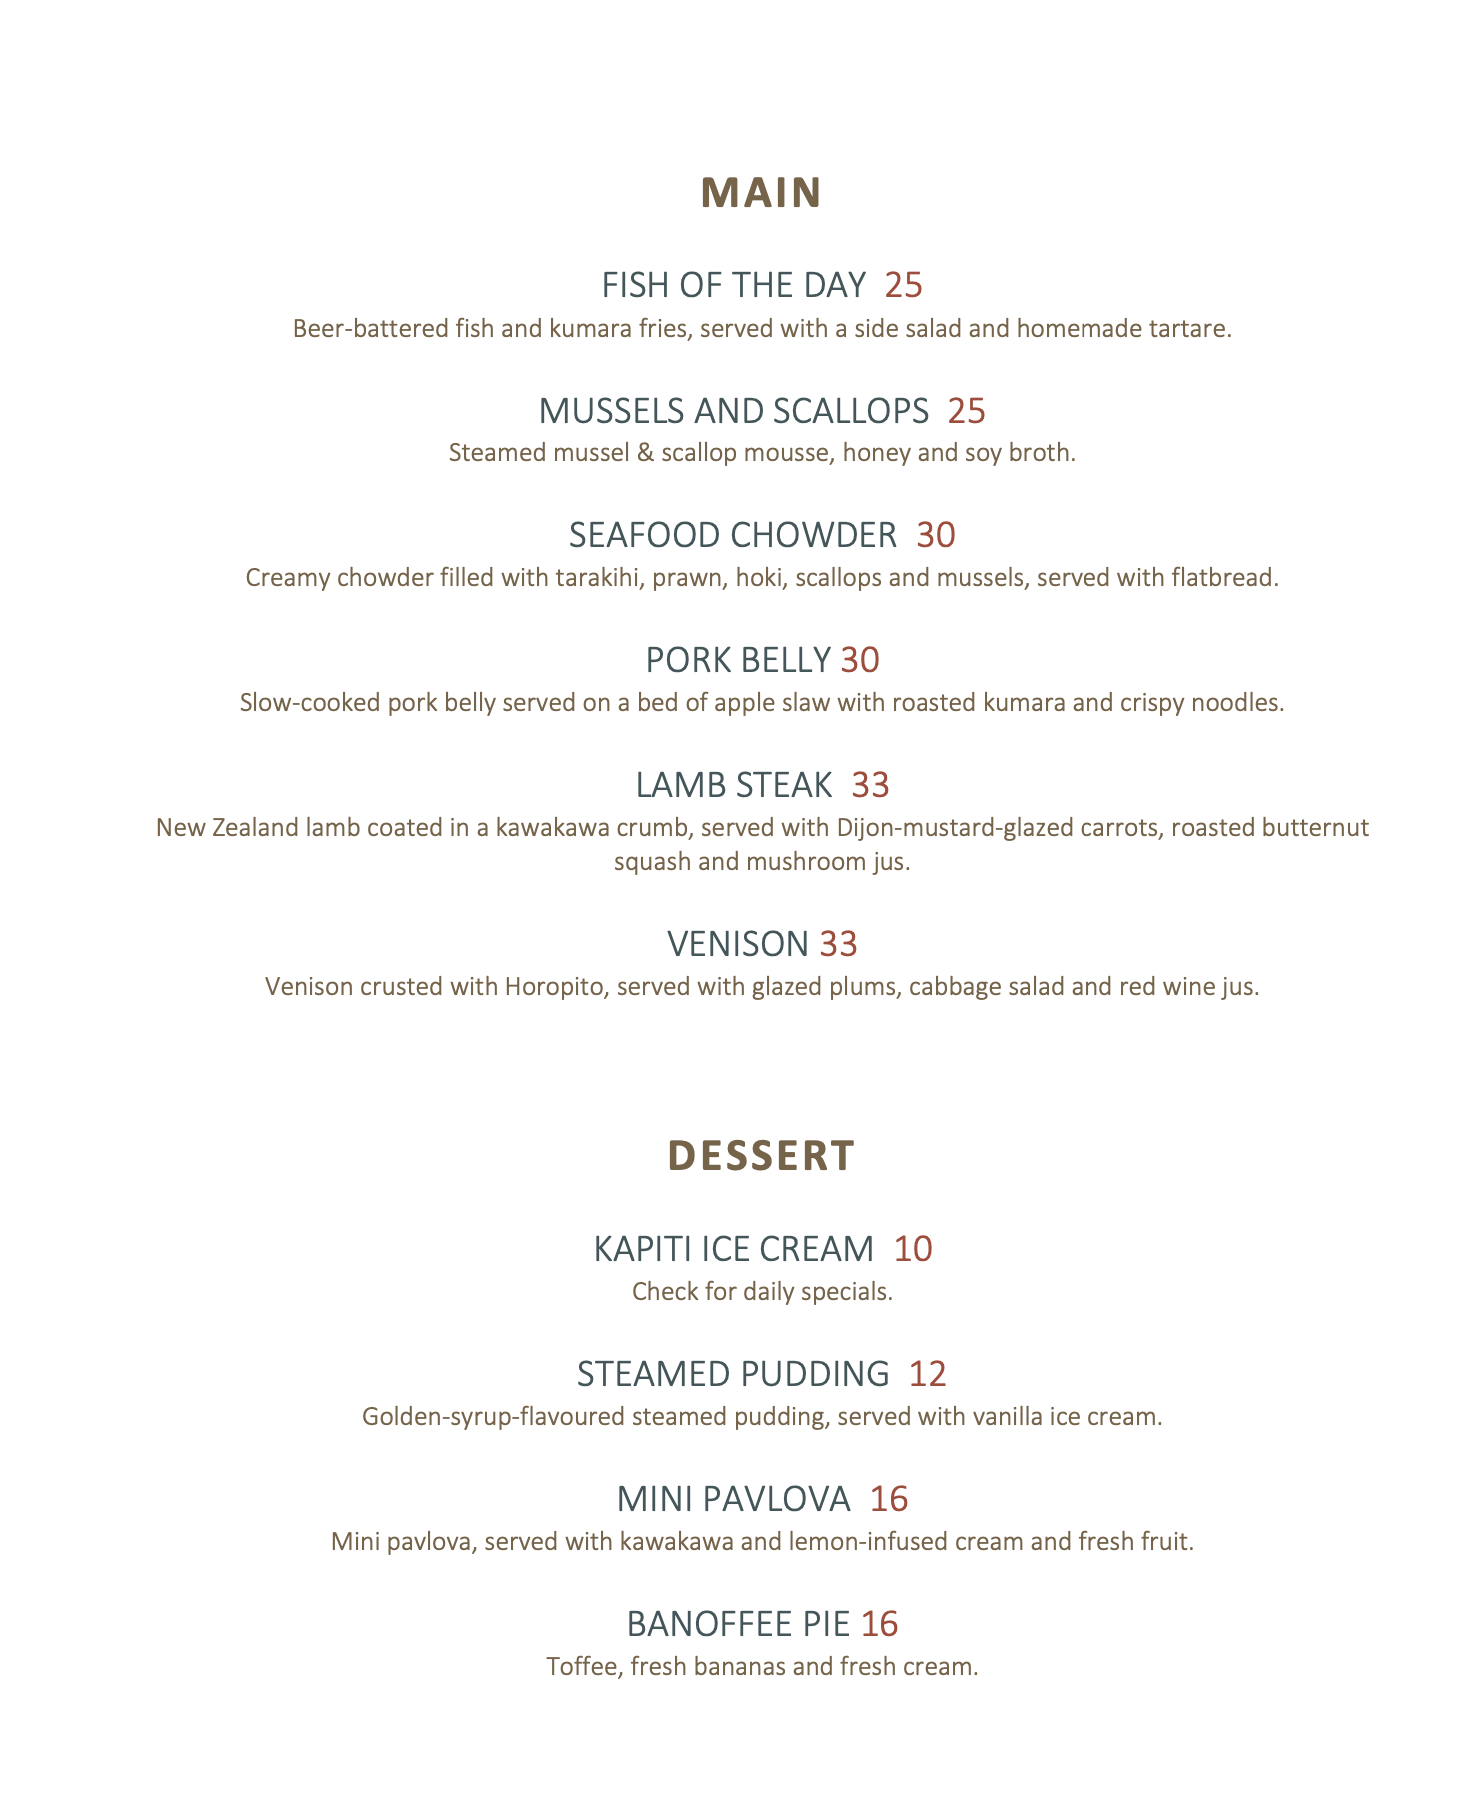 MAIN
FISH OF THE DAY 25
Beer-battered fish and kumara fries, served with a side salad and homemade tartare.
MUSSELS AND SCALLOPS 25
Steamed mussel & scallop mousse, honey and soy broth.
SEAFOOD CHOWDER 30
Creamy chowder filled with tarakihi, prawn, hoki, scallops and mussels, served with flatbread.
PORK BELLY 30
Slow-cooked pork belly served on a bed of apple slaw with roasted kumara and crispy noodles.
LAMB STEAK 33
New Zealand lamb coated in a kawakawa crumb, served with Dijon-mustard-glazed carrots, roasted butternut
squash and mushroom jus.
VENISON 33
Venison crusted with Horopito, served with glazed plums, cabbage salad and red wine jus.
DESSERT
KAPITI ICE CREAM 10
Check for daily specials.
STEAMED PUDDING 12
Golden-syrup-flavoured steamed pudding, served with vanilla ice cream.
MINI PAVLOVA 16
Mini pavlova, served with kawakawa and lemon-infused cream and fresh fruit.
BANOFFEE PIE 16
Toffee, fresh bananas and fresh cream.